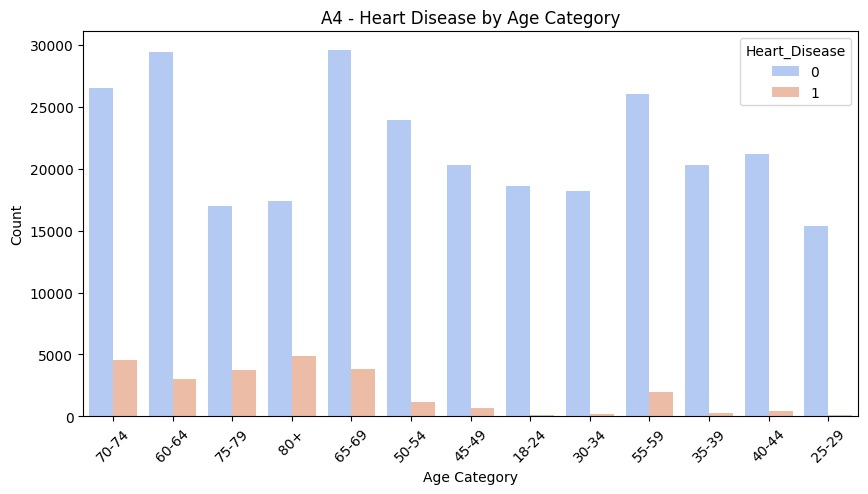 A4 - Heart Disease by Age Category
Heart_Disease
0
1
Count
30000
25000
20000
15000
10000
5000
0
70-74 60-64 75-79 80+ 65-69 50-54 45-49 18-24 30-34 55-59 35-39 40-44 25-29
Age Category